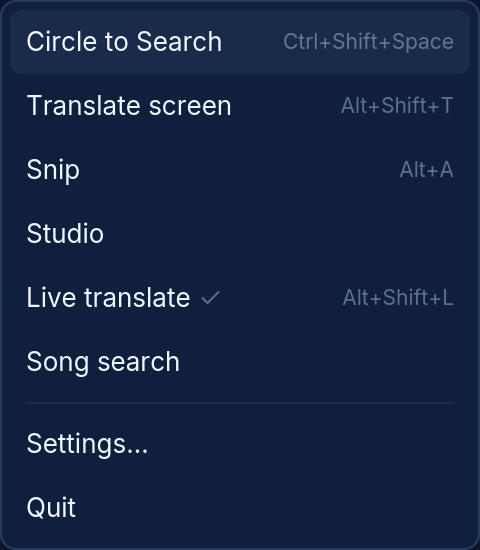 Circle to Search Ctrl+Shift+Space
Translate screen Alt+Shift+T
Snip Alt+A
Studio
Live translate ✓ Alt+Shift+L
Song search
Settings...
Quit